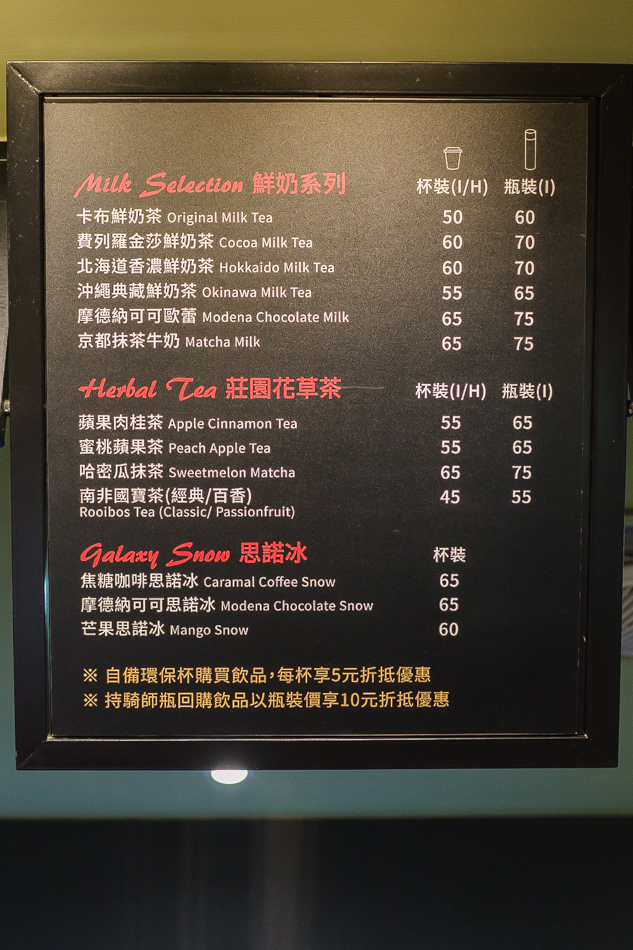 Milk Selection 鮮奶系列 杯裝(I/H) 瓶裝(I)
卡布鮮奶茶 Original Milk Tea 50 60
費列羅金莎鮮奶茶 Cocoa Milk Tea 60 70
北海道香濃鮮奶茶 Hokkaido Milk Tea 60 70
沖繩典藏鮮奶茶 Okinawa Milk Tea 55 65
摩德納可可歐蕾 Modena Chocolate Milk 65 75
京都抹茶牛奶 Matcha Milk 65 75
Herbal Tea 莊園花草茶 杯裝(I/H) 瓶裝(I)
蘋果肉桂茶 Apple Cinnamon Tea 55 65
蜜桃蘋果茶 Peach Apple Tea 55 65
哈密瓜抹茶 Sweetmelon Matcha 65 75
南非國寶茶(經典/百香) 45 55
Rooibos Tea (Classic/ Passionfruit)
Galaxy Snow 思諾冰 杯裝
焦糖咖啡思諾冰 Caramal Coffee Snow 65
摩德納可可思諾冰 Modena Chocolate Snow 65
芒果思諾冰 Mango Snow 60
※ 自備環保杯購買飲品，每杯享5元折抵優惠
※ 持騎師瓶回購飲品以瓶裝價享10元折抵優惠